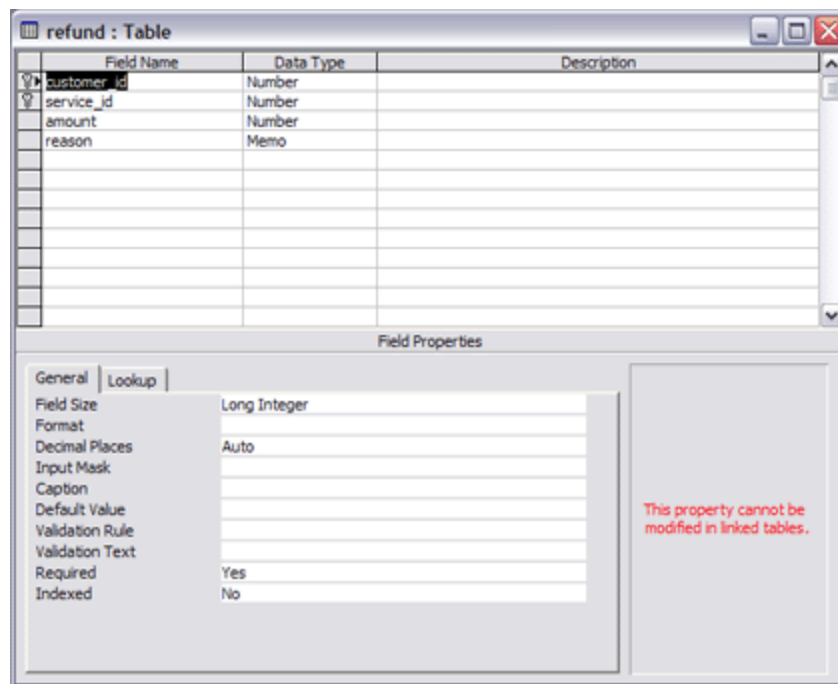 refund : Table
Field Name Data Type Description
customer_id Number
service_id Number
amount Number
reason Memo
Field Properties
General Lookup
Field Size Long Integer
Format
Decimal Places Auto
Input Mask
Caption
Default Value
Validation Rule
Validation Text
Required Yes
Indexed No
This property cannot be
modified in linked tables.